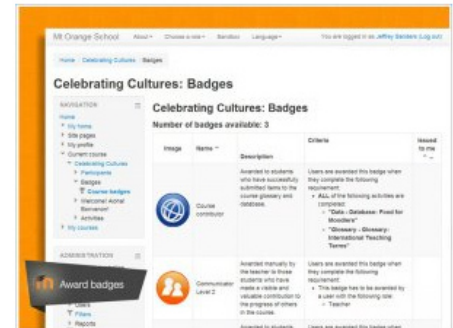 Mt Orange School About Choose a role Sandbox Language You are logged in as Jeffrey Sanders (Log out)
Home Celebrating Cultures Badges
Celebrating Cultures: Badges
NAVIGATION
Home
My home
Site pages
My profile
Current course
Celebrating Cultures
Participants
Badges
Course badges
Welcome! Aloha!
Bienvenue!
Activities
My courses
ADMINISTRATION
Award badges
Users
Filters
Reports
Celebrating Cultures: Badges
Number of badges available: 3
Image Name Description Criteria Issued to me
Course contributor
Awarded to students
who have successfully
submitted items to the
course glossary and
database.
Users are awarded this badge when
they complete the following
requirement:
ALL of the following activities are
completed:
"Data - Database: Food for
Moodlers"
"Glossary - Glossary:
International Teaching
Terms"
Communicator
Level 2
Awarded manually by
the teacher to those
students who have
made a visible and
valuable contribution to
the progress of others
in the course.
Users are awarded this badge when
they complete the following
requirement:
This badge has to be awarded by
a user with the following role:
Teacher
Awarded to students
Users are awarded this badge when